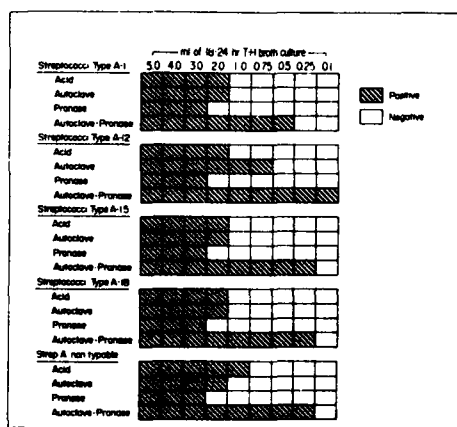 ml of 18-24 hr T-H broth culture
Streptococci Type A-1 5.0 4.0 3.0 2.0 1.0 0.75 .05 0.25 0.1
Acid
Autoclave
Pronase
Autoclave-Pronase
Positive
Negative
Streptococci Type A-12
Acid
Autoclave
Pronase
Autoclave-Pronase
Streptococci Type A-15
Acid
Autoclave
Pronase
Autoclave-Pronase
Streptococci Type A-18
Acid
Autoclave
Pronase
Autoclave-Pronase
Strep A non typable
Acid
Autoclave
Pronase
Autoclave-Pronase